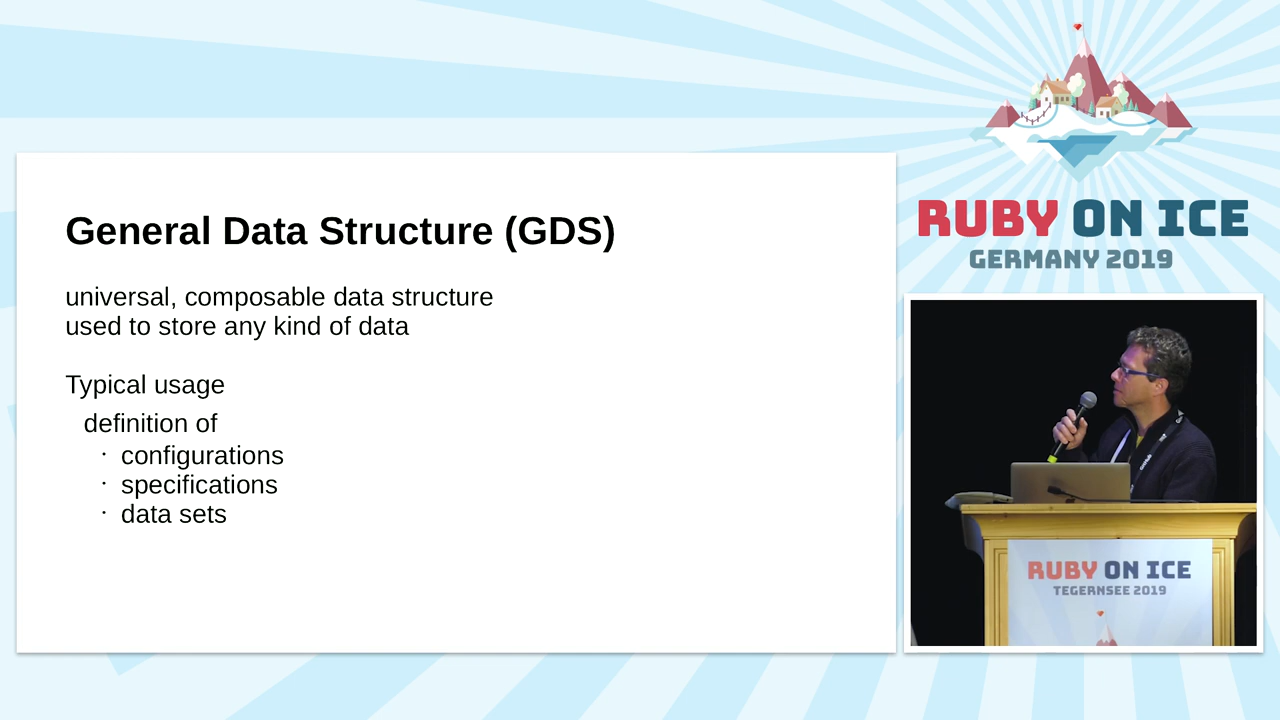 General Data Structure (GDS)
universal, composable data structure
used to store any kind of data
Typical usage
definition of
· configurations
· specifications
· data sets
RUBY ON ICE
GERMANY 2019
RUBY ON ICE
TEGERNSEE 2019